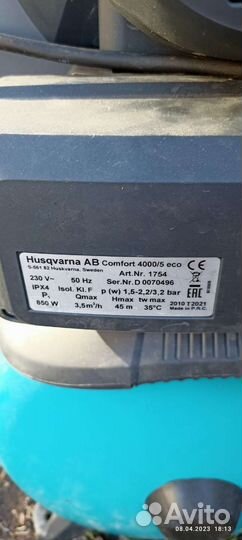 Husqvarna AB Comfort 4000/5 eco
S-561 82 Huskvarna. Sweden
Art.Nr. 1754
230 V~ 50 Hz Ser.Nr. D 0070496
IPX4 Isol. Kl. F p (w) 1,5-2,2/3,2 bar
P₁ Qmax Hmax tw max 2010 T2021
850 W 3,5m³/h 45 m 35°C Made in P.R.C.
CE
EAC
Avito
08.04.2023 18:13